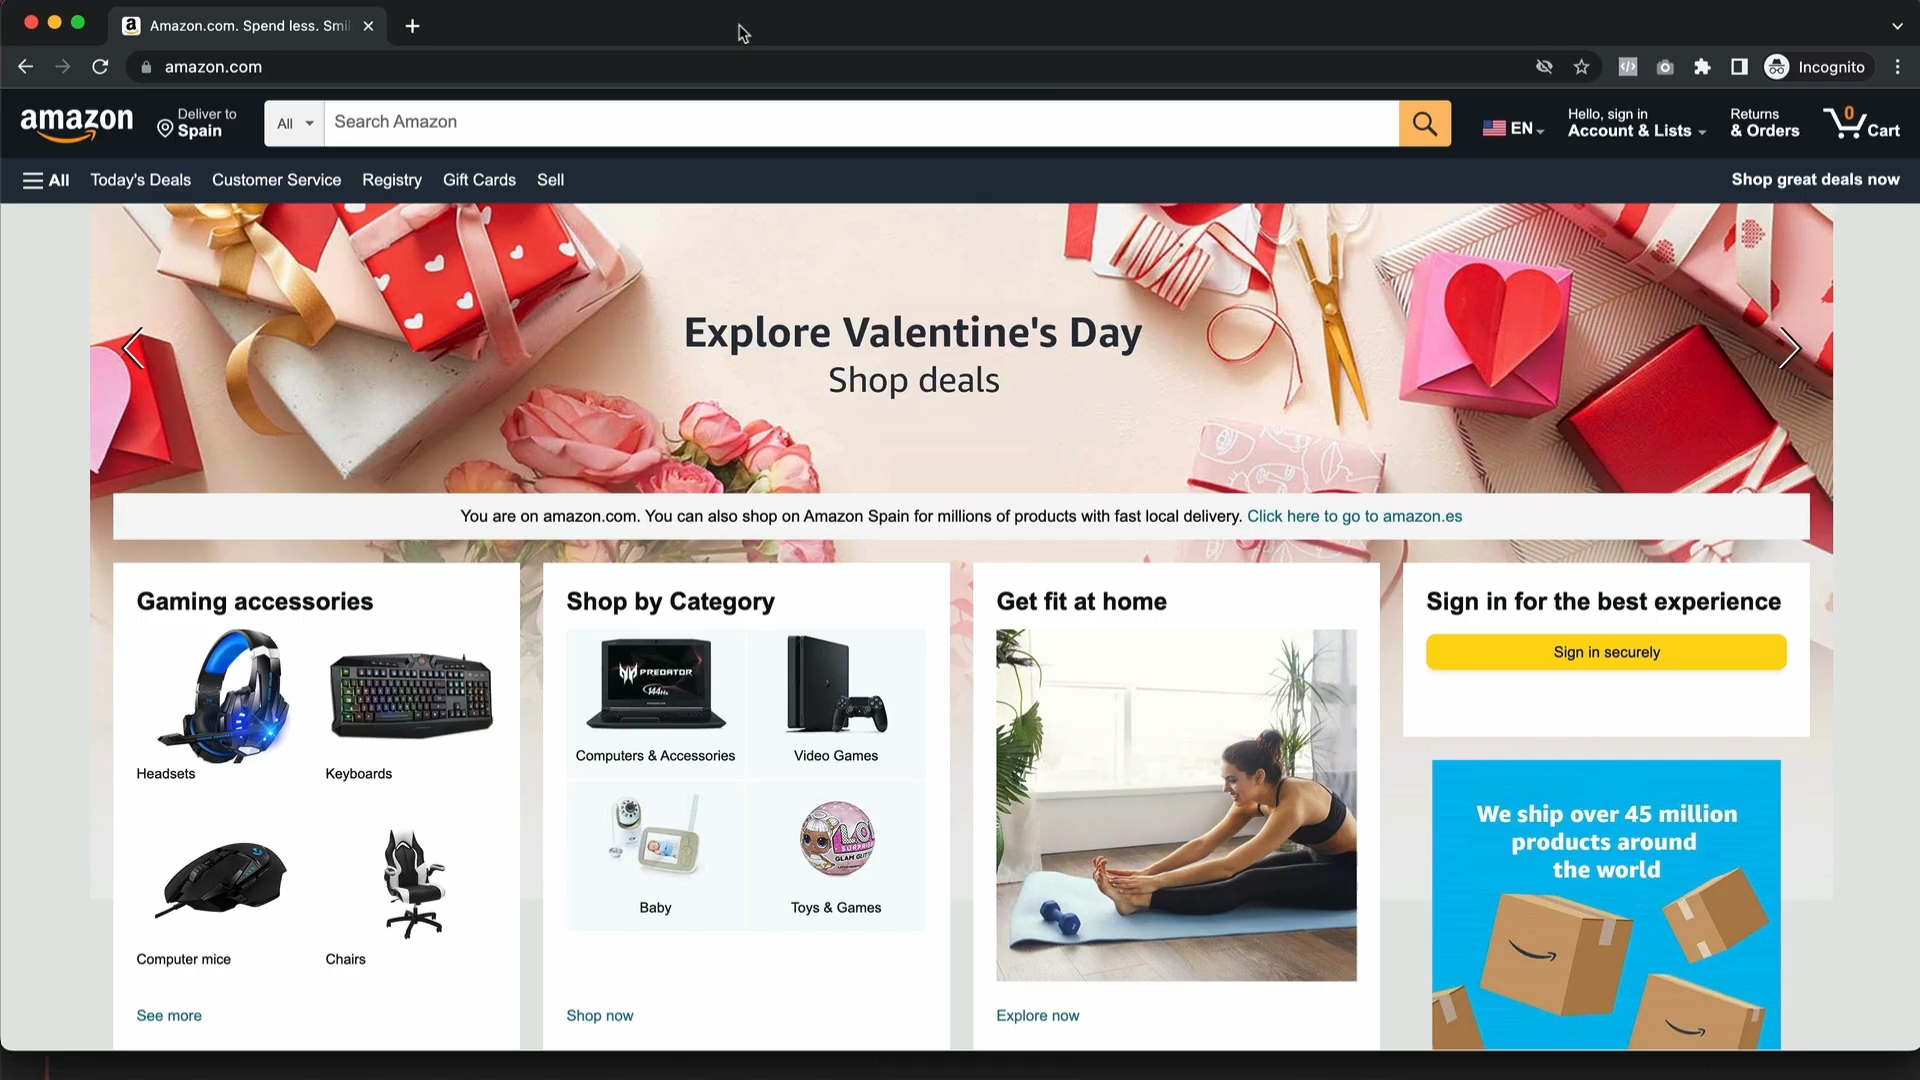 Amazon.com. Spend less. Smil
amazon.com
Incognito
amazon
Deliver to
Spain
All
Search Amazon
EN
Hello, sign in
Account & Lists
Returns
& Orders
0
Cart
All
Today's Deals
Customer Service
Registry
Gift Cards
Sell
Shop great deals now
Explore Valentine's Day
Shop deals
You are on amazon.com. You can also shop on Amazon Spain for millions of products with fast local delivery. Click here to go to amazon.es
Gaming accessories
Headsets
Keyboards
Computer mice
Chairs
See more
Shop by Category
PREDATOR
144Hz
Computers & Accessories
Video Games
LOL
SURPRISE
GLAM GLIT
Baby
Toys & Games
Shop now
Get fit at home
Explore now
Sign in for the best experience
Sign in securely
We ship over 45 million
products around
the world